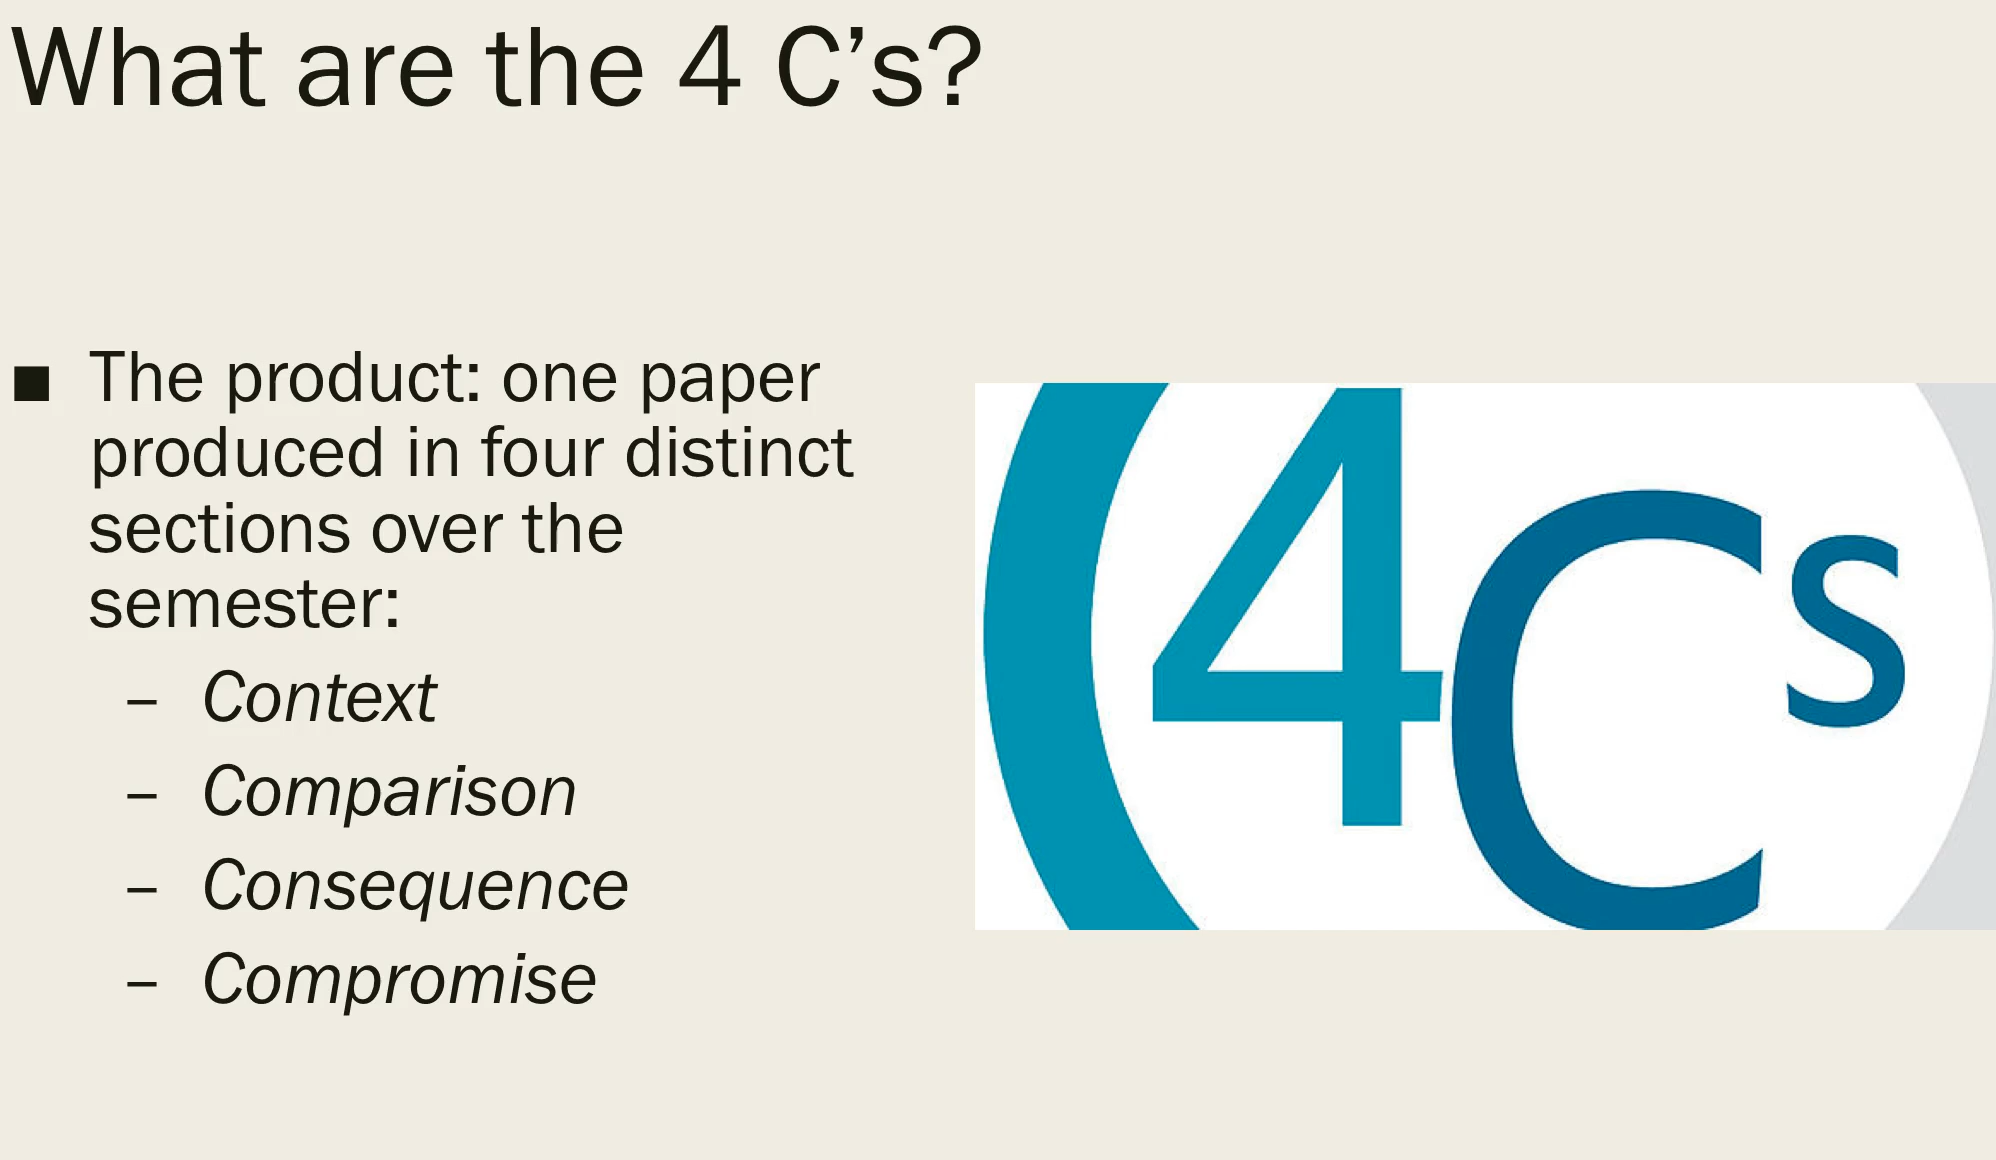 What are the 4 C’s?
■ The product: one paper
produced in four distinct
sections over the
semester:
– Context
– Comparison
– Consequence
– Compromise
4Cs